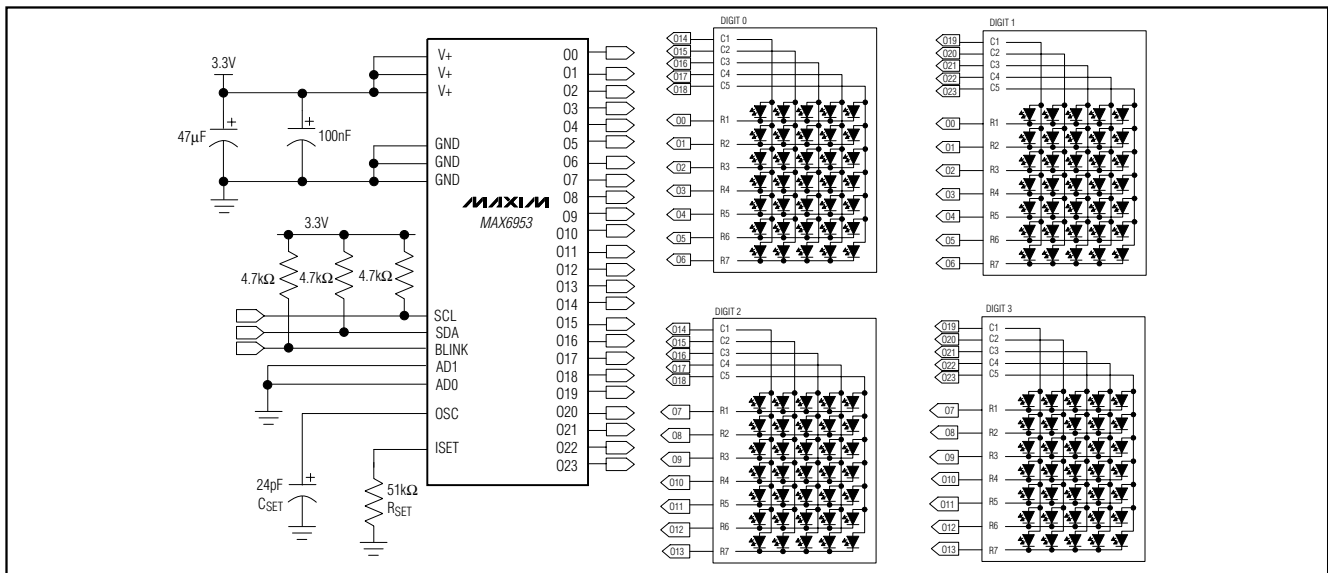 3.3V
47μF
+
100nF
+
V+
V+
V+
GND
GND
GND
MAXIM
MAX6953
3.3V
4.7kΩ
4.7kΩ
4.7kΩ
SCL
SDA
BLINK
AD1
AD0
OSC
ISET
24pF
+
CSET
51kΩ
RSET
O0
O1
O2
O3
O4
O5
O6
O7
O8
O9
O10
O11
O12
O13
O14
O15
O16
O17
O18
O19
O20
O21
O22
O23
DIGIT 0
O14 C1
O15 C2
O16 C3
O17 C4
O18 C5
O0 R1
O1 R2
O2 R3
O3 R4
O4 R5
O5 R6
O6 R7
DIGIT 1
O19 C1
O20 C2
O21 C3
O22 C4
O23 C5
O0 R1
O1 R2
O2 R3
O3 R4
O4 R5
O5 R6
O6 R7
DIGIT 2
O14 C1
O15 C2
O16 C3
O17 C4
O18 C5
O7 R1
O8 R2
O9 R3
O10 R4
O11 R5
O12 R6
O13 R7
DIGIT 3
O19 C1
O20 C2
O21 C3
O22 C4
O23 C5
O7 R1
O8 R2
O9 R3
O10 R4
O11 R5
O12 R6
O13 R7